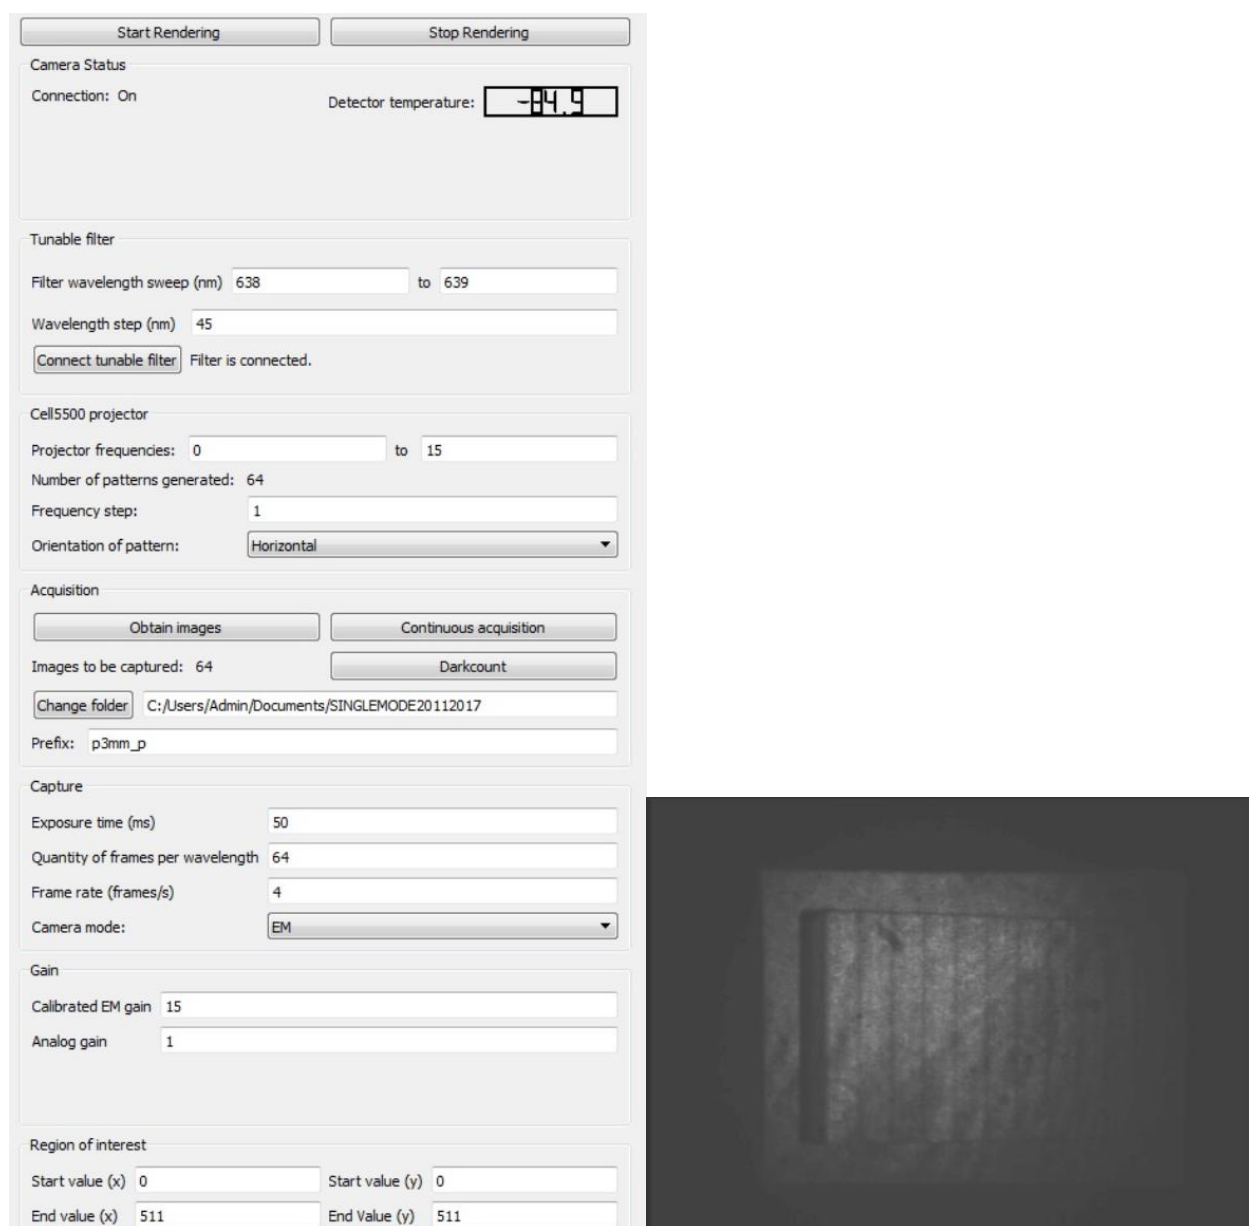 Start Rendering Stop Rendering
Camera Status
Connection: On Detector temperature: -84.9
Tunable filter
Filter wavelength sweep (nm) 638 to 639
Wavelength step (nm) 45
Connect tunable filter Filter is connected.
Cell5500 projector
Projector frequencies: 0 to 15
Number of patterns generated: 64
Frequency step: 1
Orientation of pattern: Horizontal
Acquisition
Obtain images Continuous acquisition
Images to be captured: 64 Darkcount
Change folder C:/Users/Admin/Documents/SINGLEMODE20112017
Prefix: p3mm_p
Capture
Exposure time (ms) 50
Quantity of frames per wavelength 64
Frame rate (frames/s) 4
Camera mode: EM
Gain
Calibrated EM gain 15
Analog gain 1
Region of interest
Start value (x) 0 Start value (y) 0
End value (x) 511 End Value (y) 511